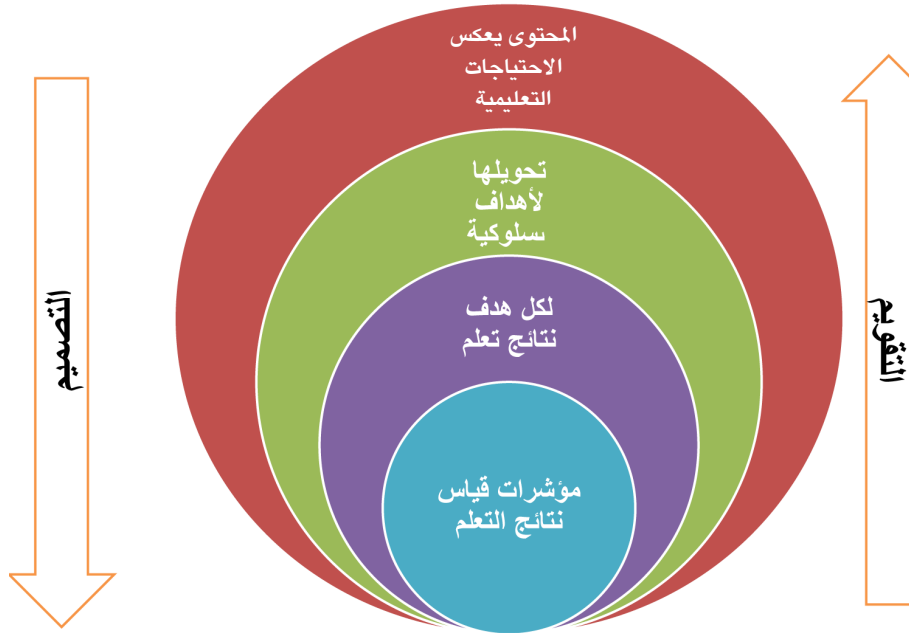 المحتوى يعكس
الاحتياجات
التعليمية
تحويلها
لأهداف
سلوكية
لكل هدف
نتائج تعلم
مؤشرات قياس
نتائج التعلم
التصميم
التقويم